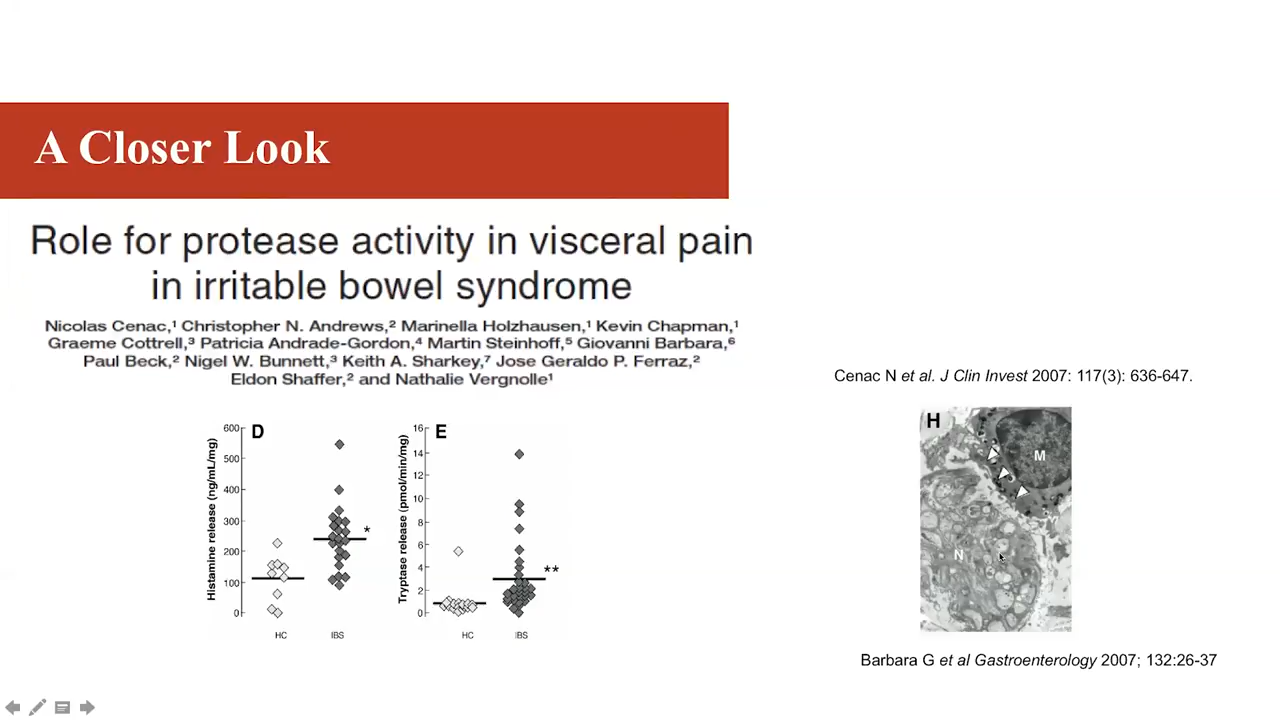 A Closer Look
Role for protease activity in visceral pain
in irritable bowel syndrome
Nicolas Cenac,¹ Christopher N. Andrews,² Marinella Holzhausen,¹ Kevin Chapman,¹
Graeme Cottrell,³ Patricia Andrade-Gordon,⁴ Martin Steinhoff,⁵ Giovanni Barbara,⁶
Paul Beck,² Nigel W. Bunnett,³ Keith A. Sharkey,⁷ Jose Geraldo P. Ferraz,²
Eldon Shaffer,² and Nathalie Vergnolle¹
Cenac N et al. J Clin Invest 2007: 117(3): 636-647.
D
Histamine release (ng/mL/mg)
600
500
400
300
200
100
0
*
HC IBS
E
Tryptase release (pmol/min/mg)
16
14
12
10
8
6
4
2
0
**
HC IBS
H
M
N
Barbara G et al Gastroenterology 2007; 132:26-37